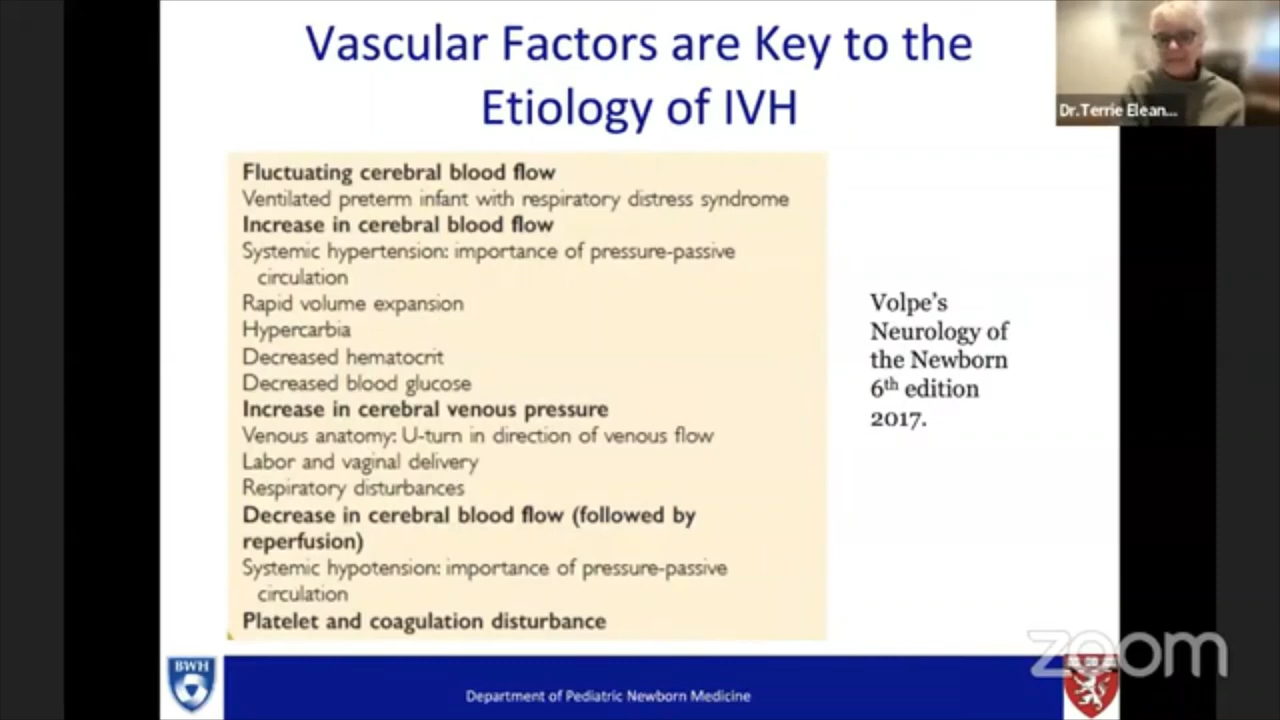 Vascular Factors are Key to the
Etiology of IVH
Dr.Terrie Elean...
Fluctuating cerebral blood flow
Ventilated preterm infant with respiratory distress syndrome
Increase in cerebral blood flow
Systemic hypertension: importance of pressure-passive
circulation
Rapid volume expansion
Hypercarbia
Decreased hematocrit
Decreased blood glucose
Increase in cerebral venous pressure
Venous anatomy: U-turn in direction of venous flow
Labor and vaginal delivery
Respiratory disturbances
Decrease in cerebral blood flow (followed by
reperfusion)
Systemic hypotension: importance of pressure-passive
circulation
Platelet and coagulation disturbance
Volpe's
Neurology of
the Newborn
6th edition
2017.
BWH
Department of Pediatric Newborn Medicine
zoom